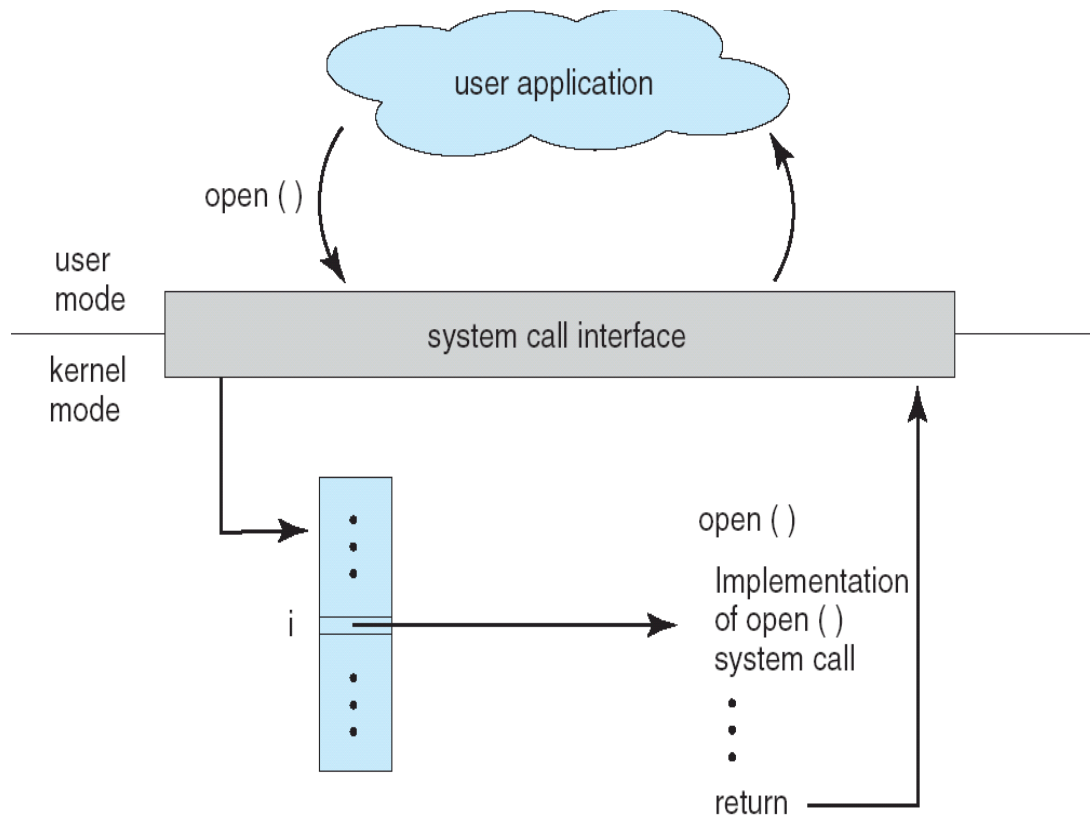 user application
open ( )
user
mode
system call interface
kernel
mode
open ( )
i
Implementation
of open ( )
system call
return